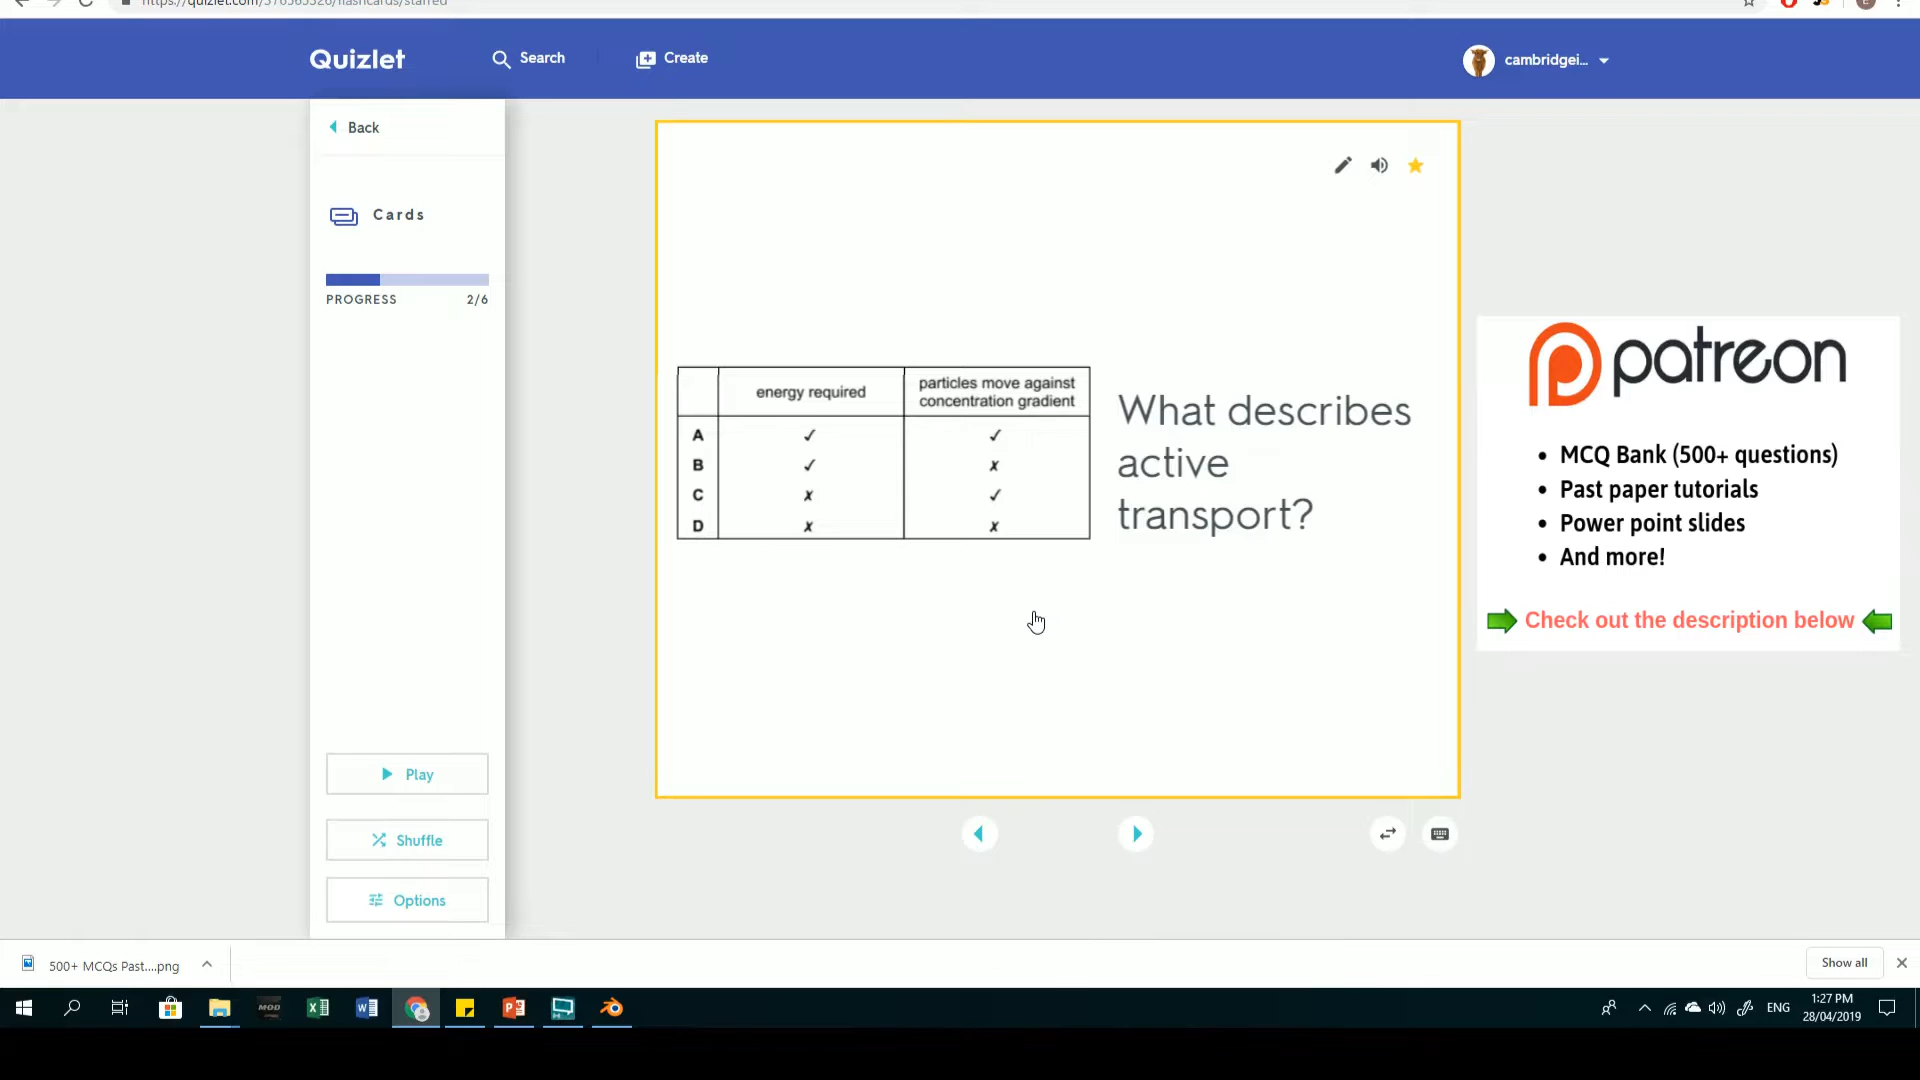 Quizlet
Search
Create
cambridgei...
Back
Cards
PROGRESS 2/6
energy required
particles move against
concentration gradient
A ✓ ✓
B ✓ ✗
C ✗ ✓
D ✗ ✗
What describes
active
transport?
patreon
• MCQ Bank (500+ questions)
• Past paper tutorials
• Power point slides
• And more!
Check out the description below
Play
Shuffle
Options
500+ MCQs Past....png
Show all
ENG
1:27 PM
28/04/2019